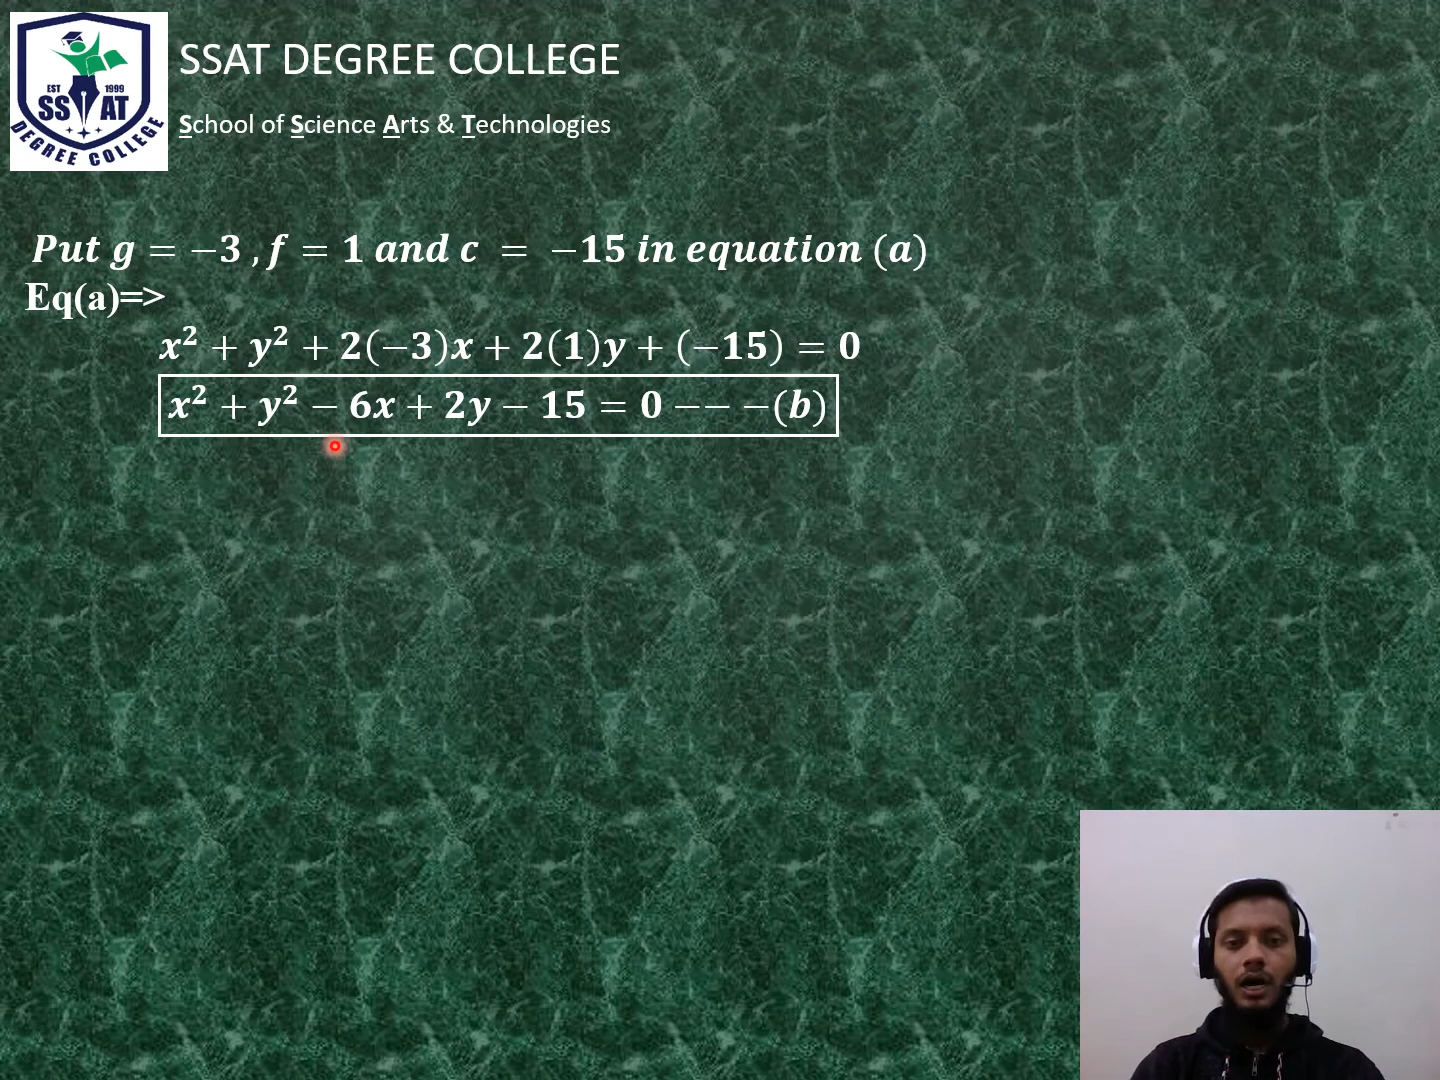 EST 1999
SSAT
DEGREE COLLEGE
SSAT DEGREE COLLEGE
School of Science Arts & Technologies
Put g = −3 , f = 1 and c = −15 in equation (a)
Eq(a)=>
x² + y² + 2(−3)x + 2(1)y + (−15) = 0
x² + y² − 6x + 2y − 15 = 0 −− −(b)